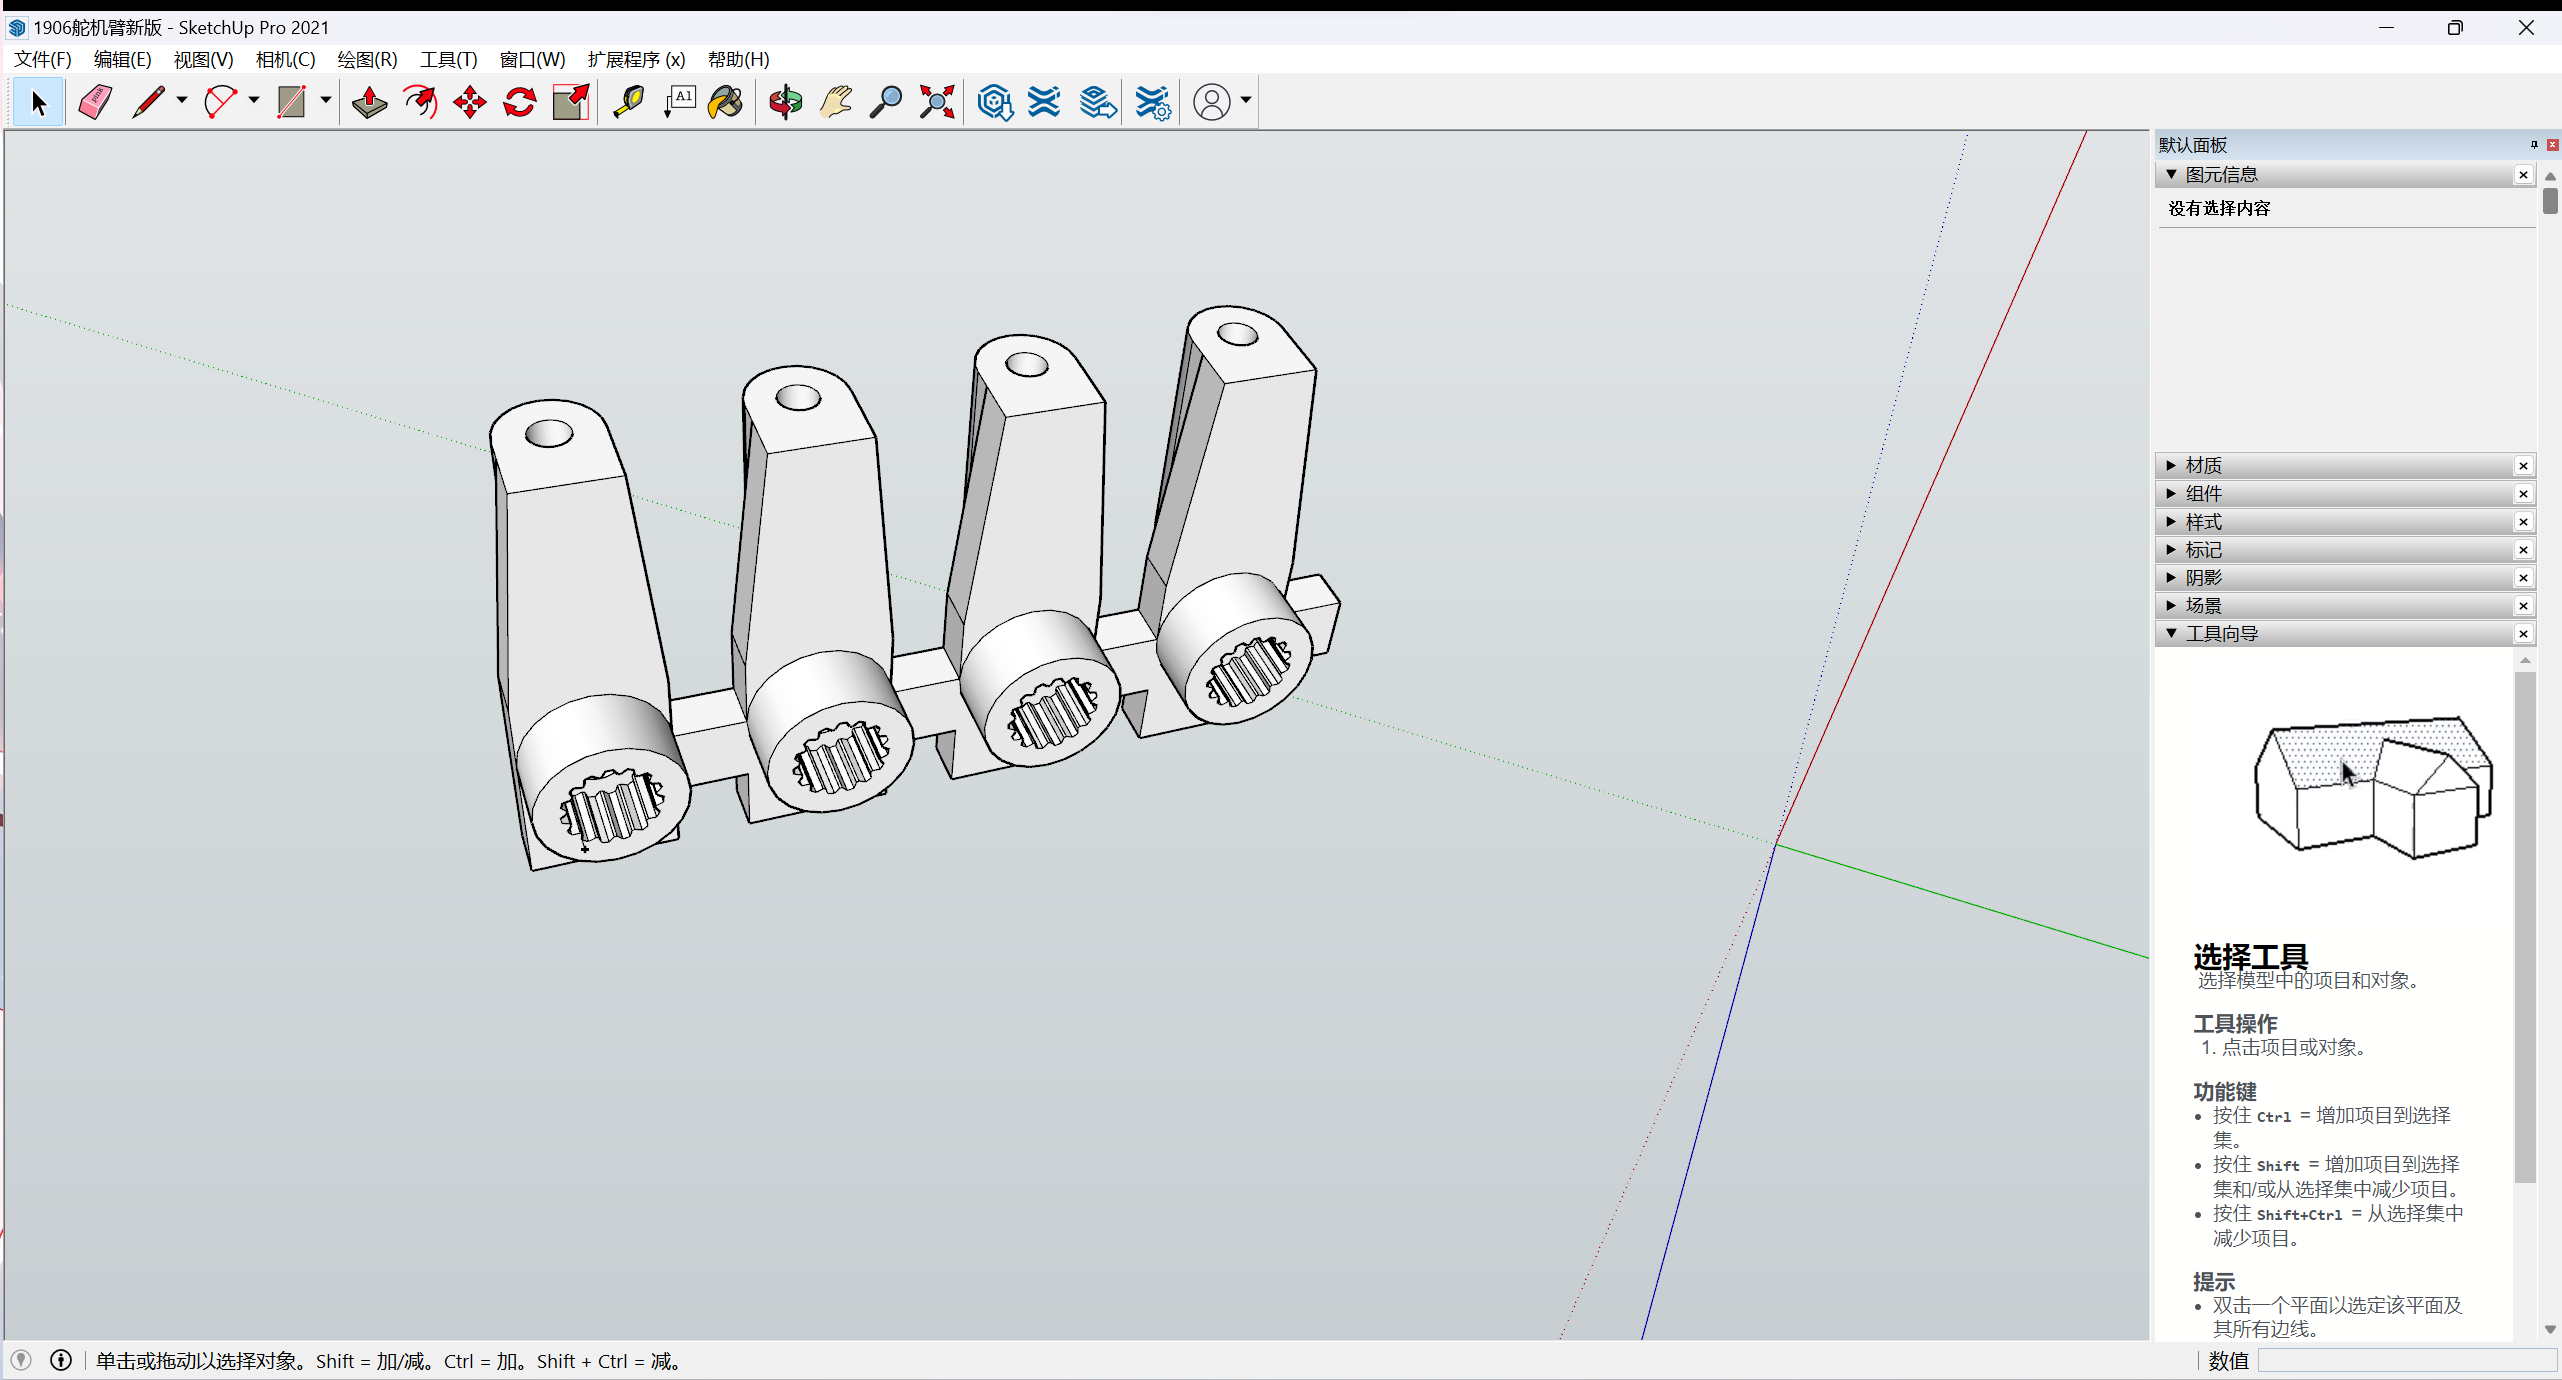 1906舵机臂新版 - SketchUp Pro 2021
文件(F) 编辑(E) 视图(V) 相机(C) 绘图(R) 工具(T) 窗口(W) 扩展程序 (x) 帮助(H)
A1
默认面板
图元信息
没有选择内容
材质
组件
样式
标记
阴影
场景
工具向导
选择工具
选择模型中的项目和对象。
工具操作
1. 点击项目或对象。
功能键
• 按住 Ctrl = 增加项目到选择
集。
• 按住 Shift = 增加项目到选择
集和/或从选择集中减少项目。
• 按住 Shift+Ctrl = 从选择集中
减少项目。
提示
• 双击一个平面以选定该平面及
其所有边线。
单击或拖动以选择对象。Shift = 加/减。Ctrl = 加。Shift + Ctrl = 减。
数值